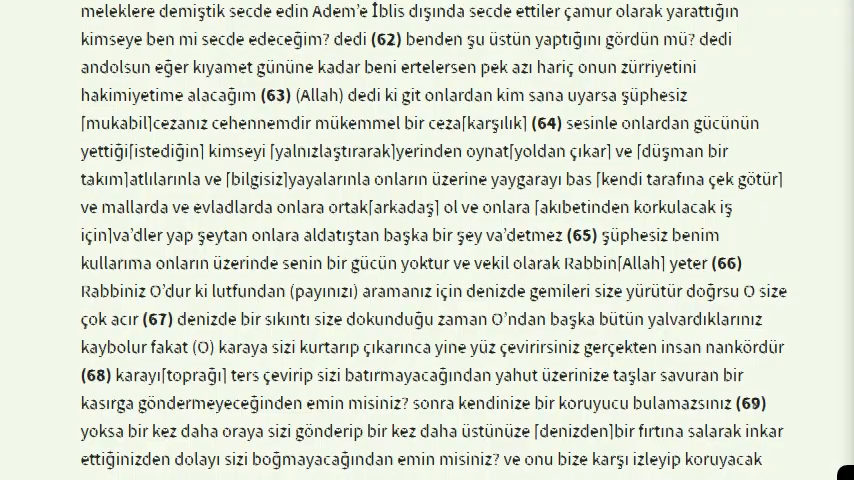 meleklere demiştik secde edin Adem’e İblis dışında secde ettiler çamur olarak yarattığın
kimseye ben mi secde edeceğim? dedi (62) benden şu üstün yaptığını gördün mü? dedi
andolsun eğer kıyamet gününe kadar beni ertelersen pek azı hariç onun zürriyetini
hakimiyetime alacağım (63) (Allah) dedi ki git onlardan kim sana uyarsa şüphesiz
[mukabil]cezanız cehennemdir mükemmel bir ceza[karşılık] (64) sesinle onlardan gücünün
yettiği[istediğin] kimseyi [yalnızlaştırarak]yerinden oynat[yoldan çıkar] ve [düşman bir
takım]atlılarınla ve [bilgisiz]yayalarınla onların üzerine yaygarayı bas [kendi tarafına çek götür]
ve mallarda ve evladlarda onlara ortak[arkadaş] ol ve onlara [akıbetinden korkulacak iş
için]va’dler yap şeytan onlara aldatıştan başka bir şey va’detmez (65) şüphesiz benim
kullarıma onların üzerinde senin bir gücün yoktur ve vekil olarak Rabbin[Allah] yeter (66)
Rabbiniz O’dur ki lutfundan (payınızı) aramanız için denizde gemileri size yürütür doğrsu O size
çok acır (67) denizde bir sıkıntı size dokunduğu zaman O’ndan başka bütün yalvardıklarınız
kaybolur fakat (O) karaya sizi kurtarıp çıkarınca yine yüz çevirirsiniz gerçekten insan nankördür
(68) karayı[toprağı] ters çevirip sizi batırmayacağından yahut üzerinize taşlar savuran bir
kasırga göndermeyeceğinden emin misiniz? sonra kendinize bir koruyucu bulamazsınız (69)
yoksa bir kez daha oraya sizi gönderip bir kez daha üstünüze [denizden]bir fırtına salarak inkar
ettiğinizden dolayı sizi boğmayacağından emin misiniz? ve onu bize karşı izleyip koruyacak